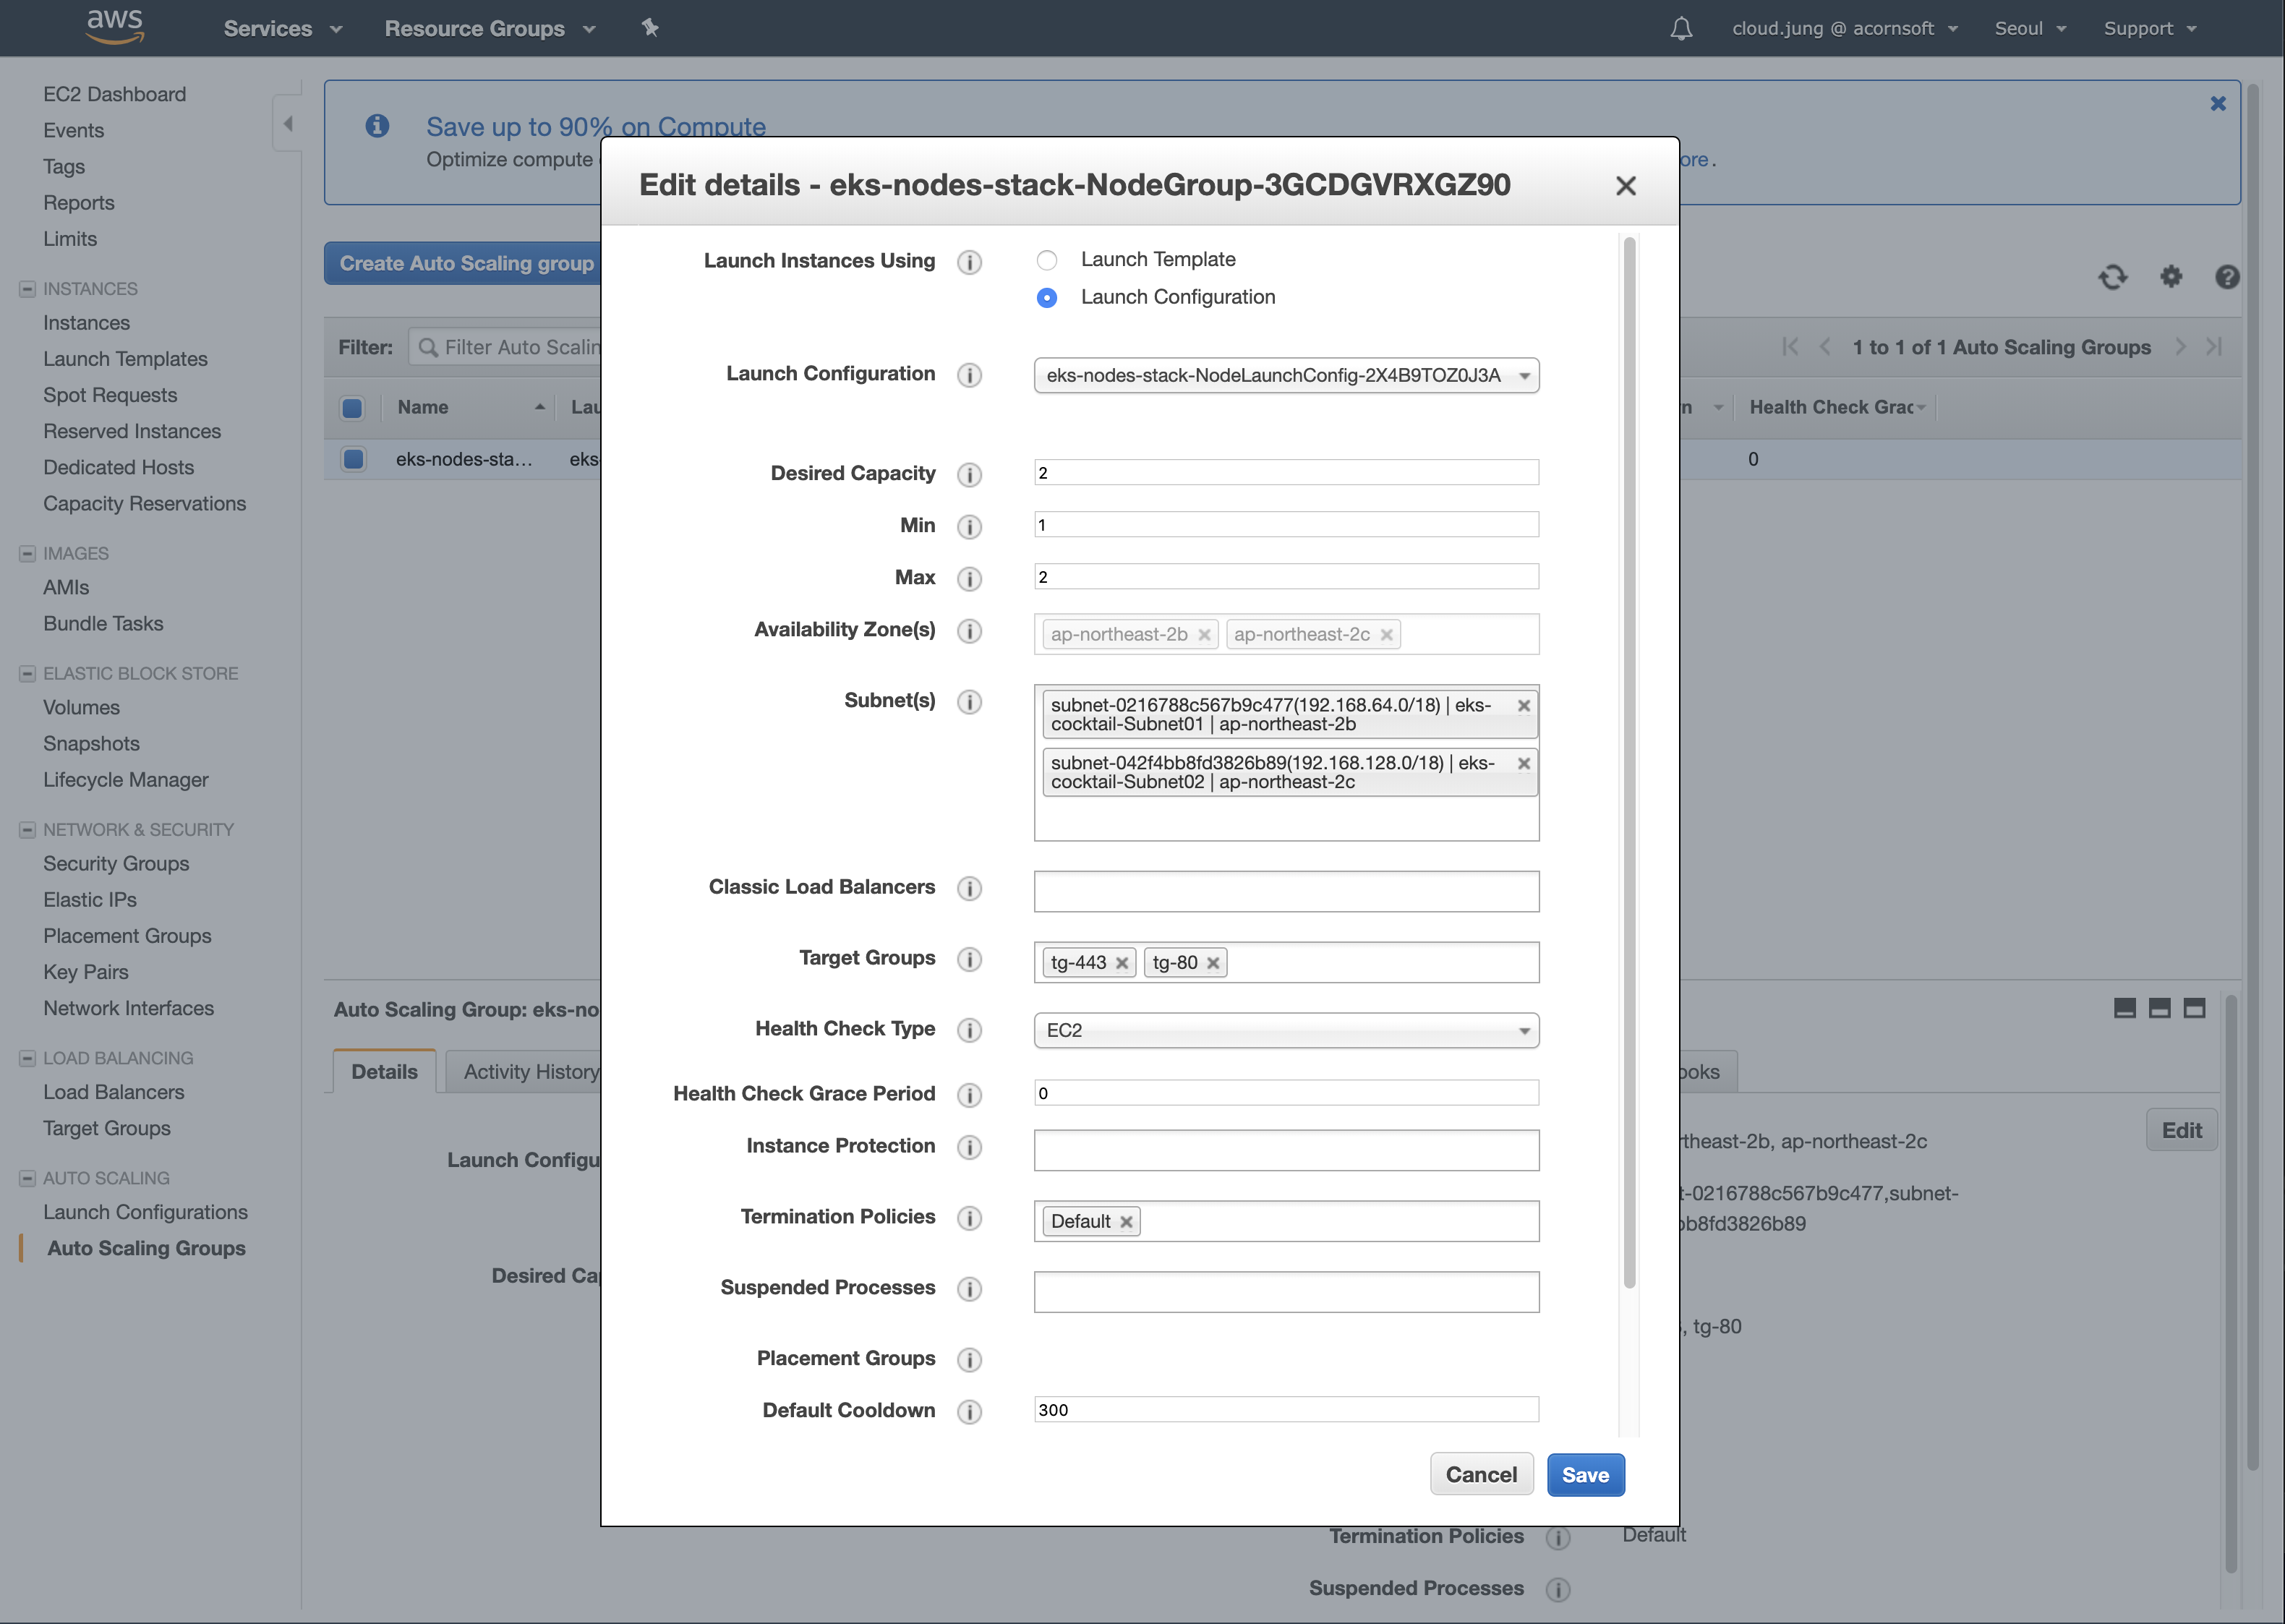 aws
Services
Resource Groups
cloud.jung @ acornsoft
Seoul
Support
EC2 Dashboard
Events
Tags
Reports
Limits
INSTANCES
Instances
Launch Templates
Spot Requests
Reserved Instances
Dedicated Hosts
Capacity Reservations
IMAGES
AMIs
Bundle Tasks
ELASTIC BLOCK STORE
Volumes
Snapshots
Lifecycle Manager
NETWORK & SECURITY
Security Groups
Elastic IPs
Placement Groups
Key Pairs
Network Interfaces
LOAD BALANCING
Load Balancers
Target Groups
AUTO SCALING
Launch Configurations
Auto Scaling Groups
Save up to 90% on Compute
Optimize compute
ore.
Create Auto Scaling group
Filter:
Filter Auto Scalin
1 to 1 of 1 Auto Scaling Groups
Name
Lau
n
Health Check Grac
eks-nodes-sta...
eks
0
Edit details - eks-nodes-stack-NodeGroup-3GCDGVRXGZ90
Launch Instances Using
Launch Template
Launch Configuration
Launch Configuration
eks-nodes-stack-NodeLaunchConfig-2X4B9TOZ0J3A
Desired Capacity
2
Min
1
Max
2
Availability Zone(s)
ap-northeast-2b
ap-northeast-2c
Subnet(s)
subnet-0216788c567b9c477(192.168.64.0/18) | eks-
cocktail-Subnet01 | ap-northeast-2b
subnet-042f4bb8fd3826b89(192.168.128.0/18) | eks-
cocktail-Subnet02 | ap-northeast-2c
Classic Load Balancers
Target Groups
tg-443
tg-80
Health Check Type
EC2
Health Check Grace Period
0
Instance Protection
Termination Policies
Default
Suspended Processes
Placement Groups
Default Cooldown
300
Cancel
Save
Auto Scaling Group: eks-no
Details
Activity History
ooks
Edit
Launch Configu
Desired Ca
rtheast-2b, ap-northeast-2c
t-0216788c567b9c477,subnet-
bb8fd3826b89
, tg-80
Termination Policies
Default
Suspended Processes